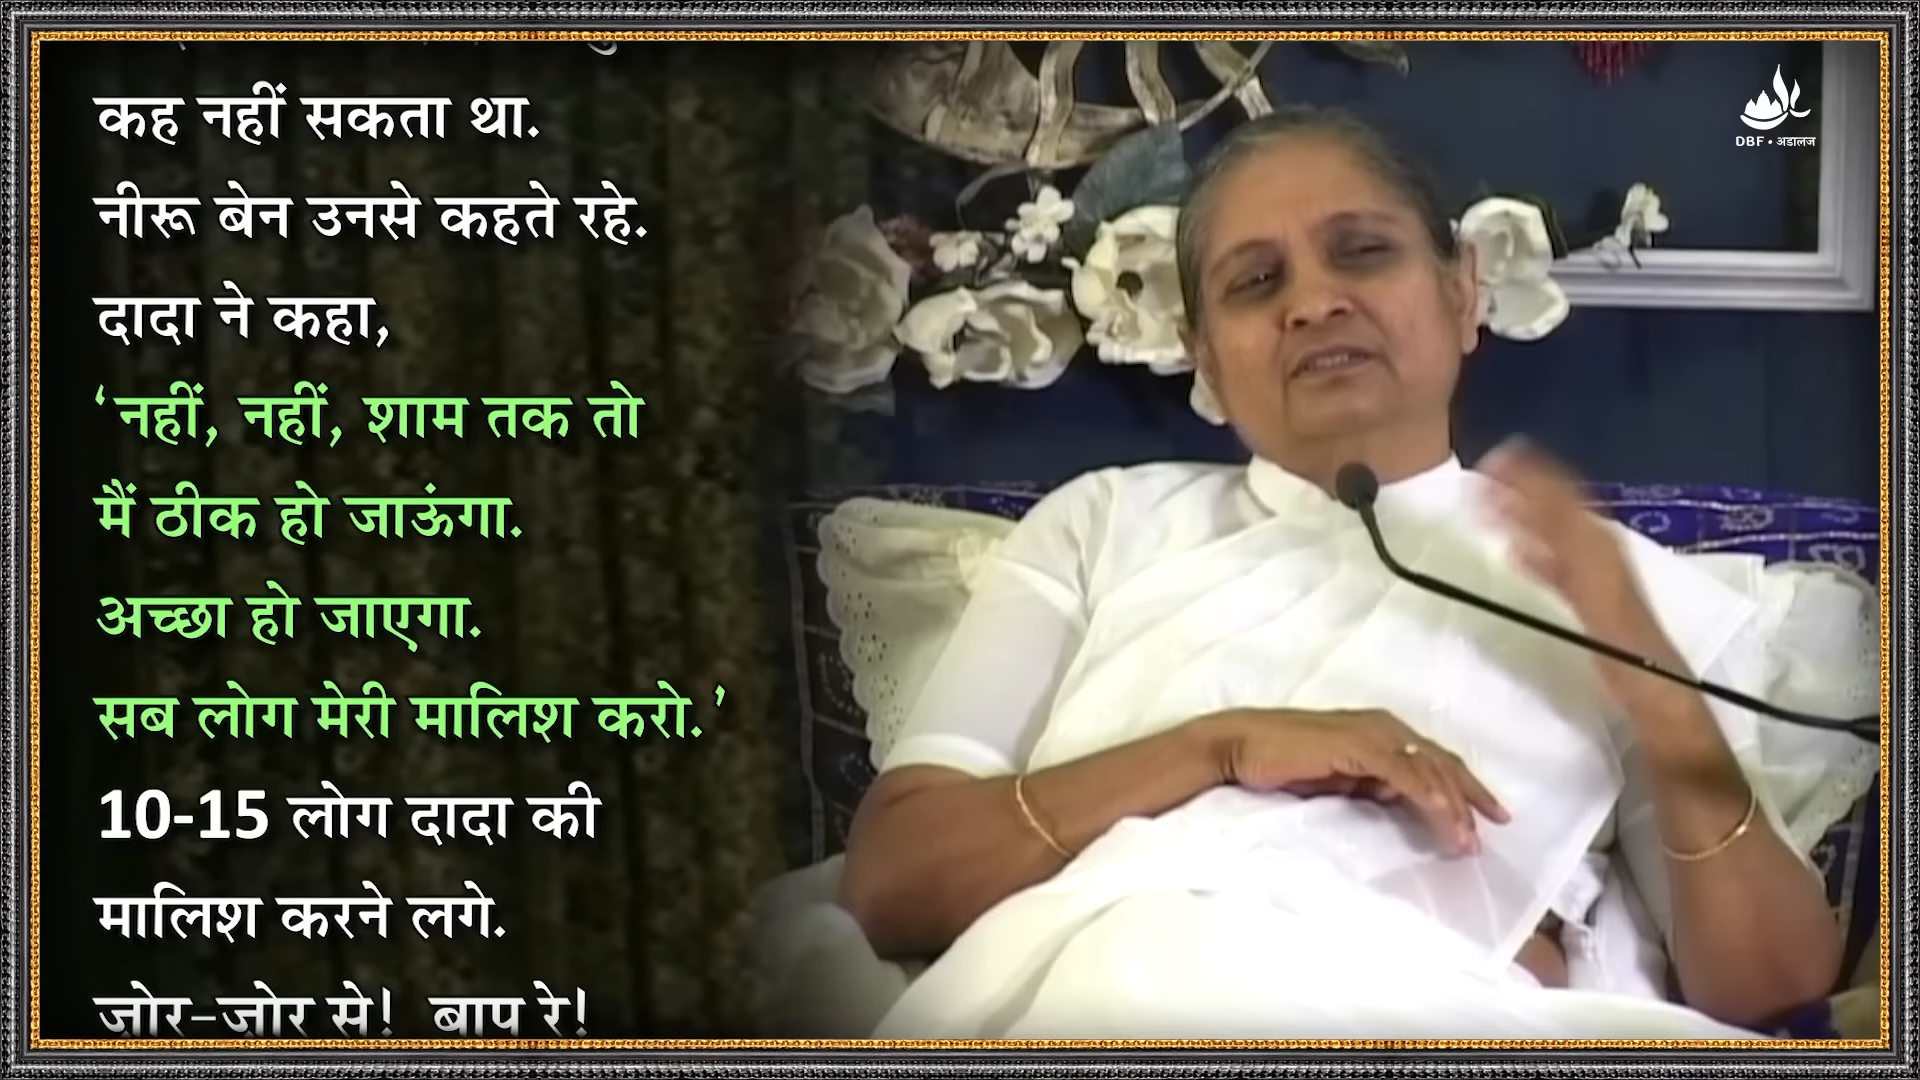 कह नहीं सकता था.
नीरू बेन उनसे कहते रहे.
दादा ने कहा,
‘नहीं, नहीं, शाम तक तो
मैं ठीक हो जाऊंगा.
अच्छा हो जाएगा.
सब लोग मेरी मालिश करो.’
10-15 लोग दादा की
मालिश करने लगे.
ज़ोर-ज़ोर से! बाप रे!
DBF • अडालज